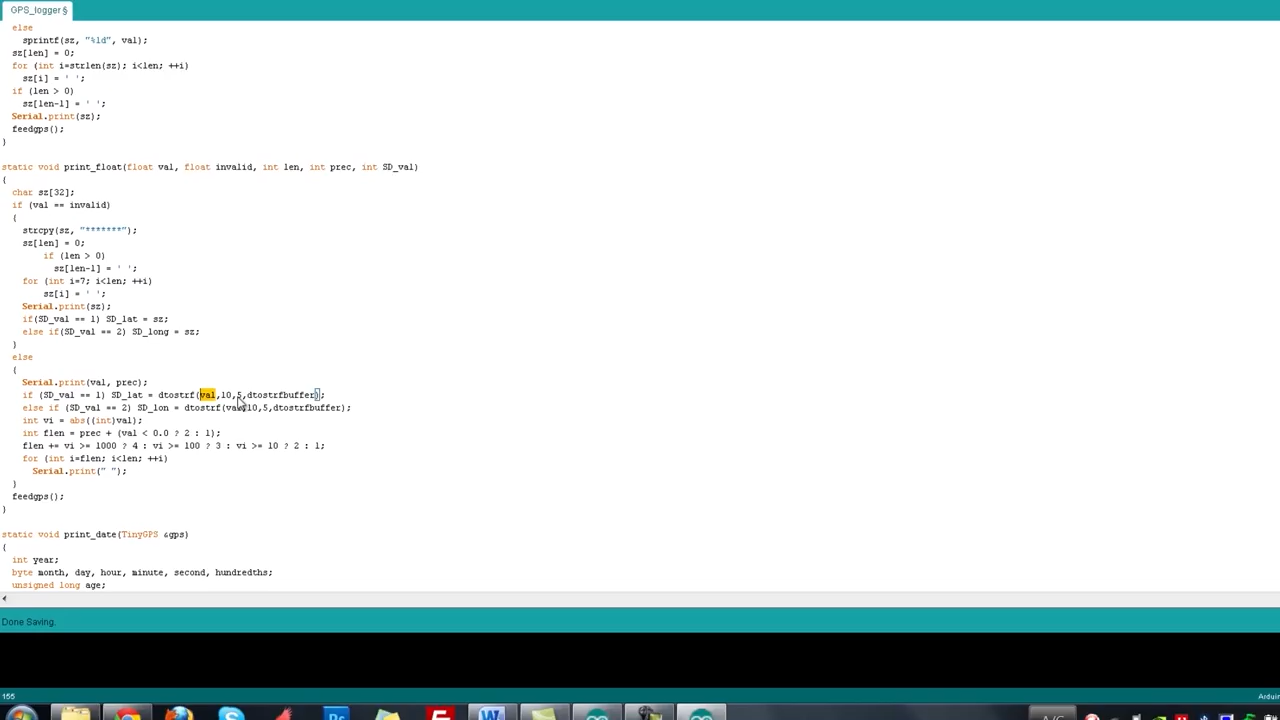 GPS_logger §
else
sprintf(sz, "%ld", val);
sz[len] = 0;
for (int i=strlen(sz); i<len; ++i)
sz[i] = ' ';
if (len > 0)
sz[len-1] = ' ';
Serial.print(sz);
feedgps();
}
static void print_float(float val, float invalid, int len, int prec, int SD_val)
{
char sz[32];
if (val == invalid)
{
strcpy(sz, "*******");
sz[len] = 0;
if (len > 0)
sz[len-1] = ' ';
for (int i=7; i<len; ++i)
sz[i] = ' ';
Serial.print(sz);
if(SD_val == 1) SD_lat = sz;
else if(SD_val == 2) SD_long = sz;
}
else
{
Serial.print(val, prec);
if (SD_val == 1) SD_lat = dtostrf(val,10,5,dtostrfbuffer);
else if (SD_val == 2) SD_lon = dtostrf(val,10,5,dtostrfbuffer);
int vi = abs((int)val);
int flen = prec + (val < 0.0 ? 2 : 1);
flen += vi >= 1000 ? 4 : vi >= 100 ? 3 : vi >= 10 ? 2 : 1;
for (int i=flen; i<len; ++i)
Serial.print(" ");
}
feedgps();
}
static void print_date(TinyGPS &gps)
{
int year;
byte month, day, hour, minute, second, hundredths;
unsigned long age;
Done Saving.
155